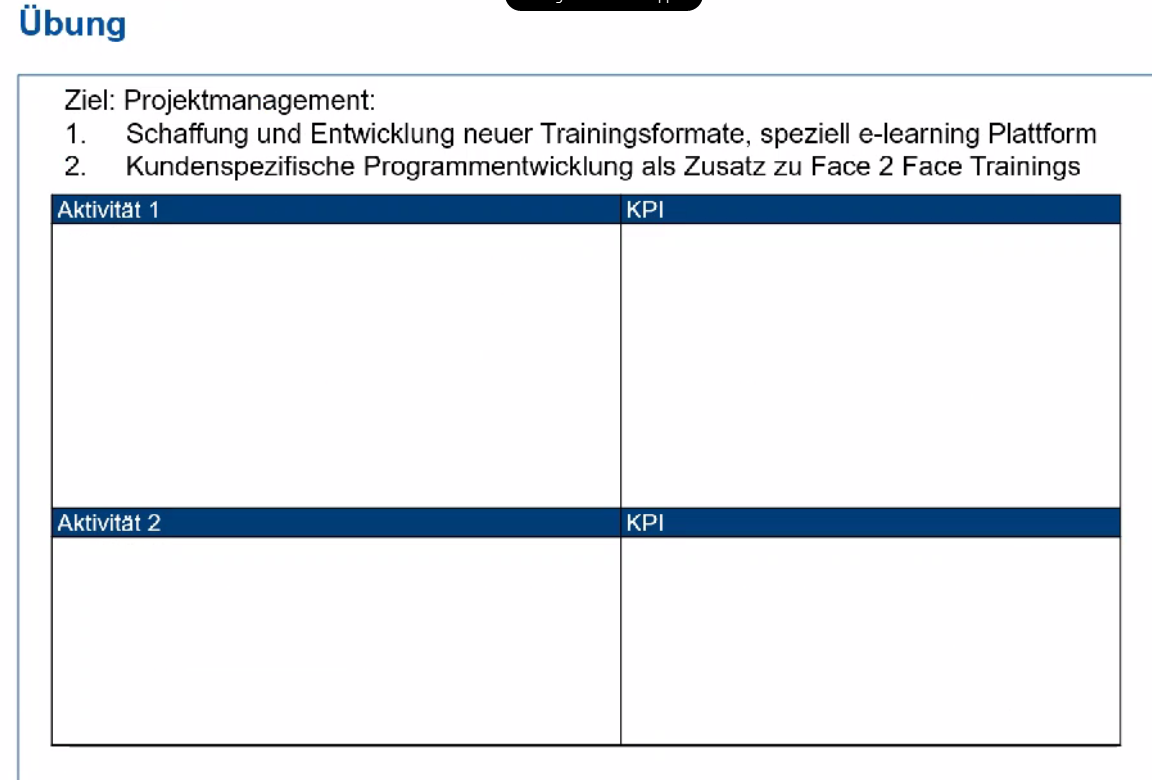 Übung
Ziel: Projektmanagement:
1. Schaffung und Entwicklung neuer Trainingsformate, speziell e-learning Plattform
2. Kundenspezifische Programmentwicklung als Zusatz zu Face 2 Face Trainings
Aktivität 1 KPI
Aktivität 2 KPI